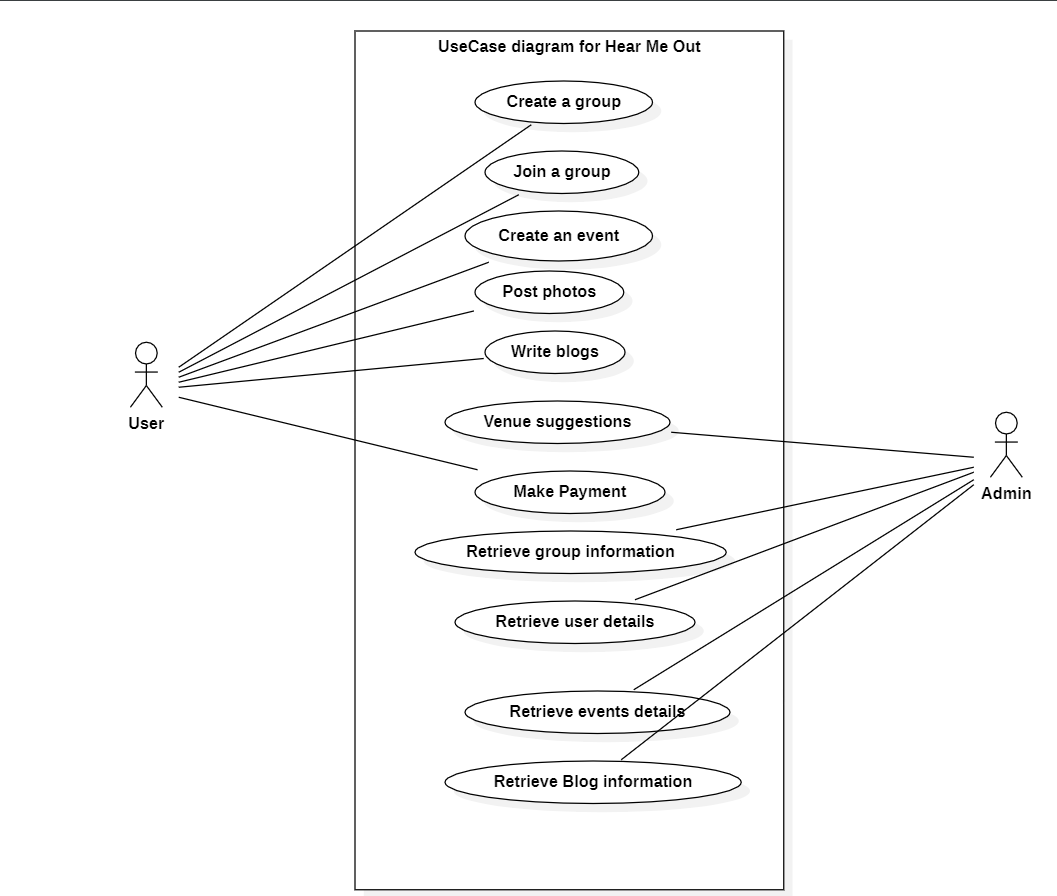 UseCase diagram for Hear Me Out
Create a group
Join a group
Create an event
Post photos
Write blogs
User
Venue suggestions
Make Payment
Admin
Retrieve group information
Retrieve user details
Retrieve events details
Retrieve Blog information